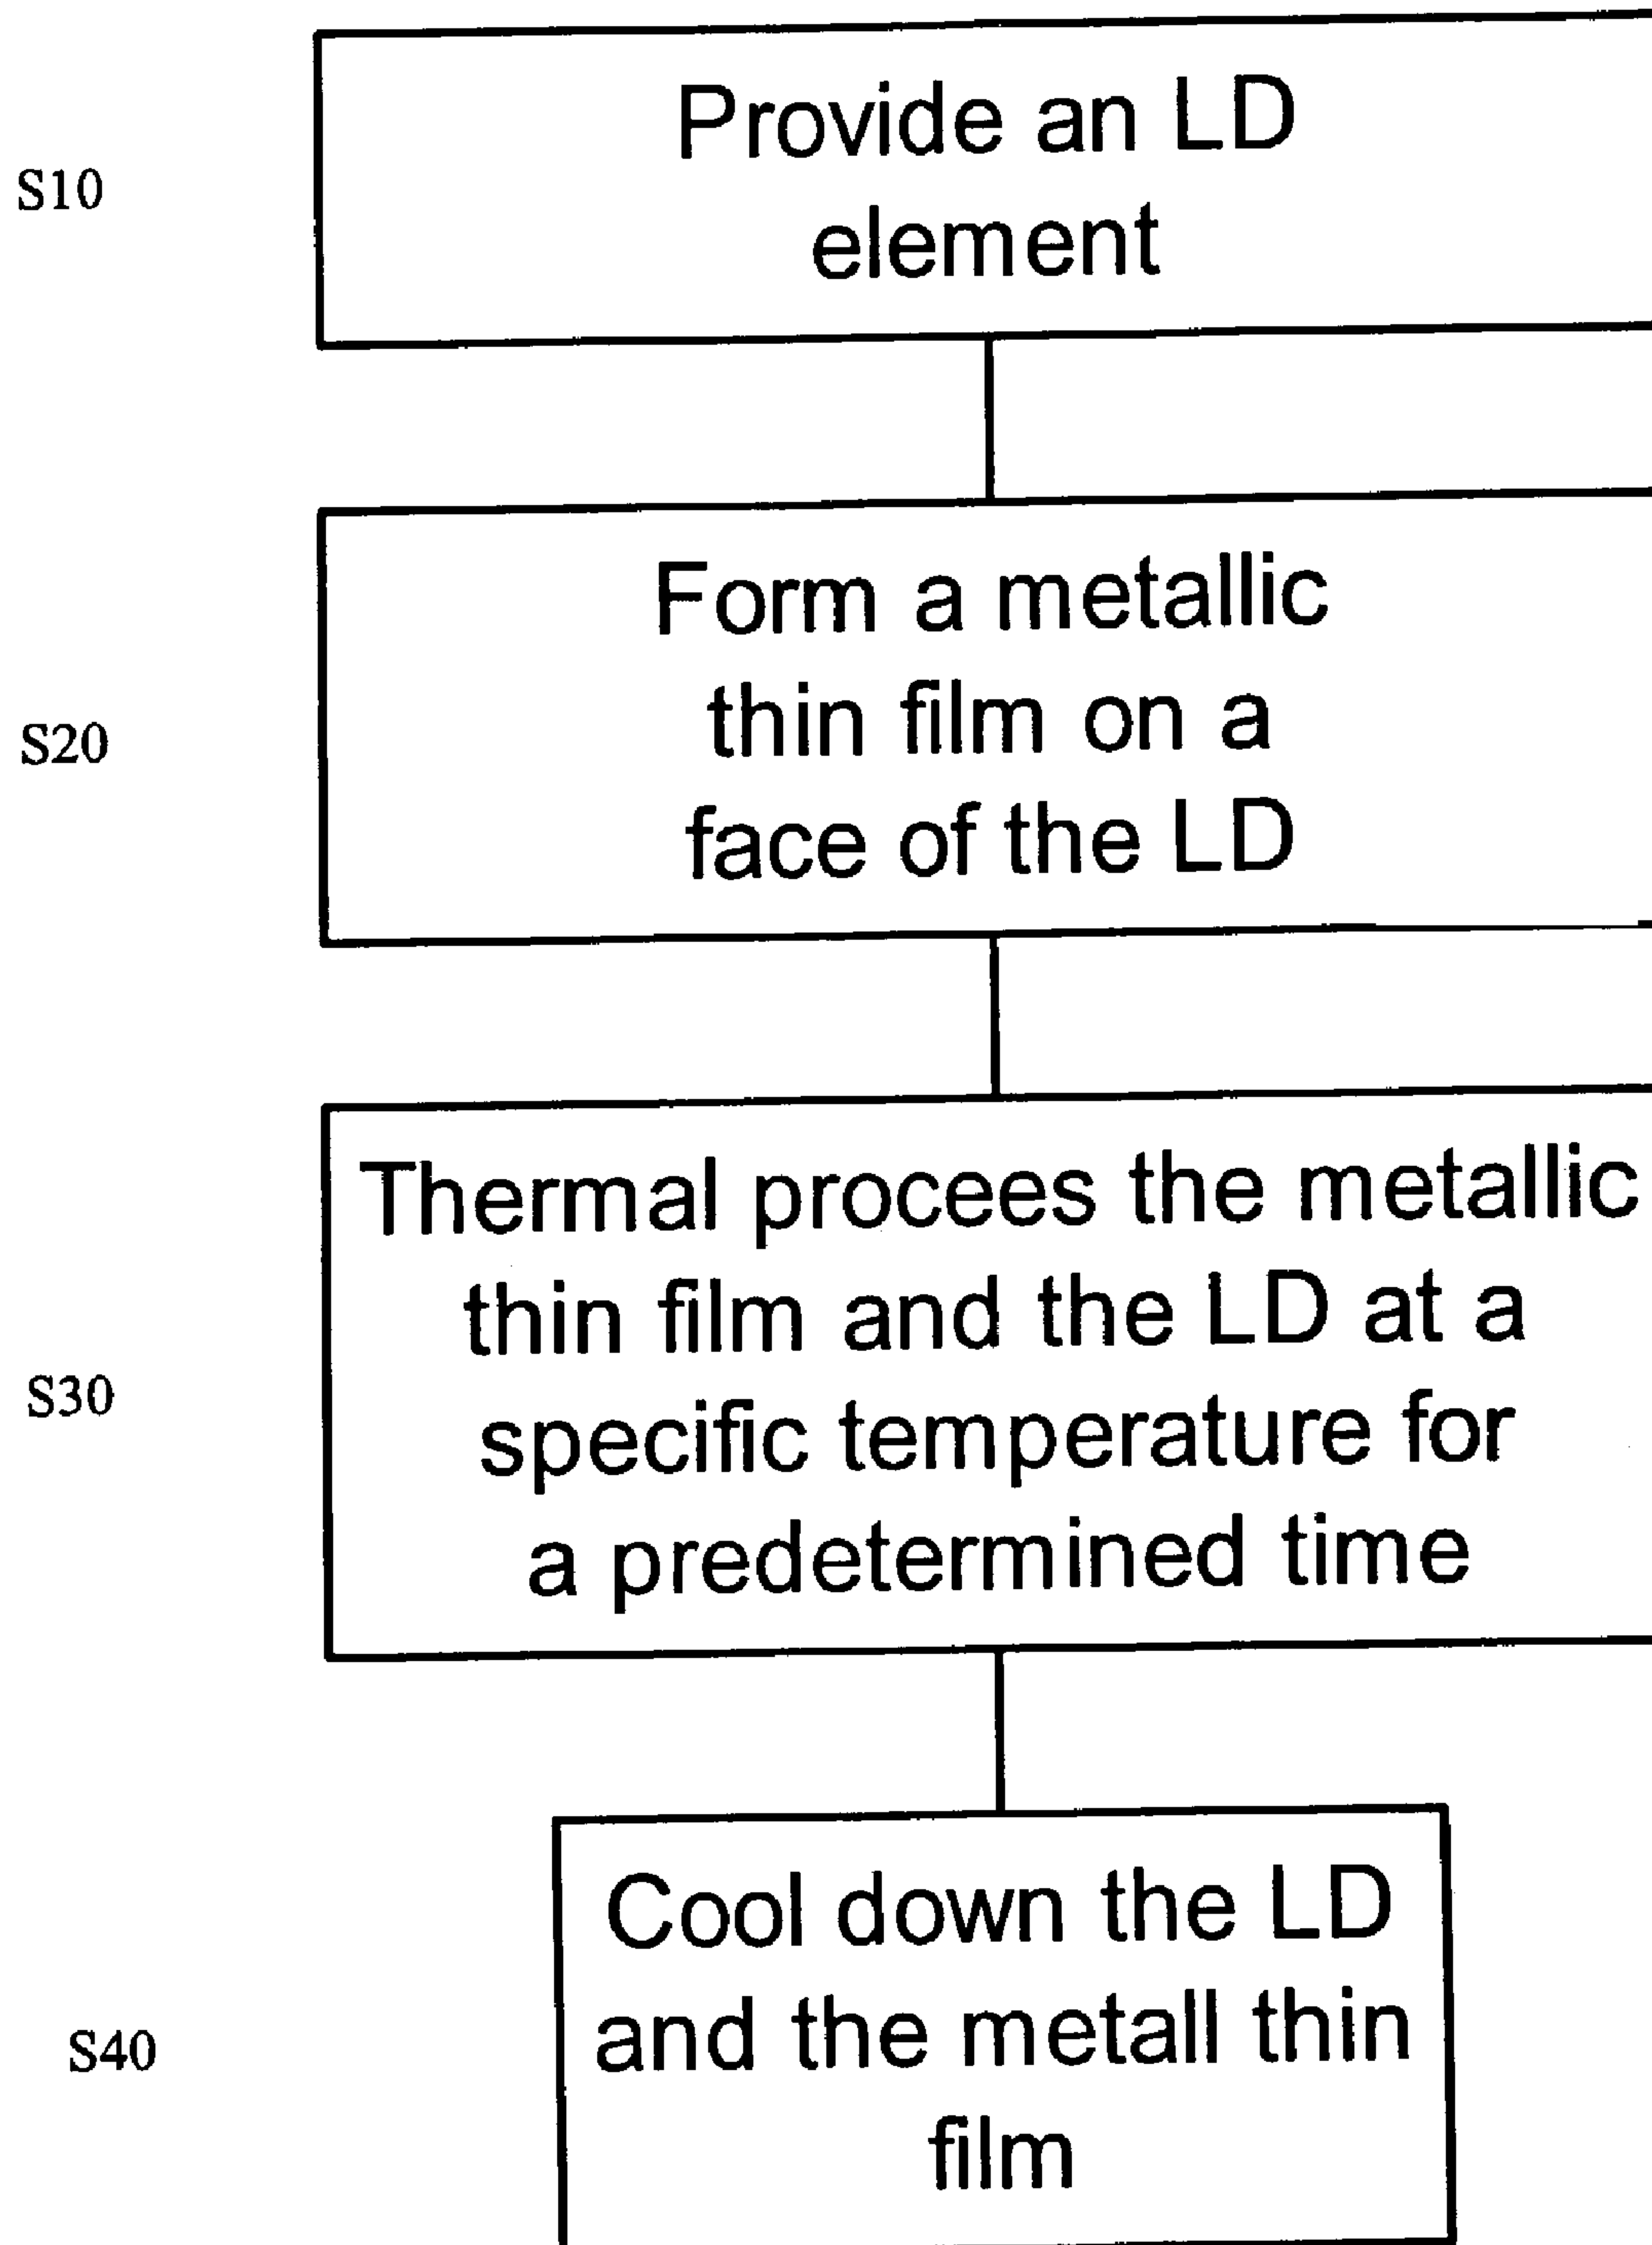 S10
Provide an LD
element
S20
Form a metallic
thin film on a
face of the LD
S30
Thermal procees the metallic
thin film and the LD at a
specific temperature for
a predetermined time
S40
Cool down the LD
and the metall thin
film